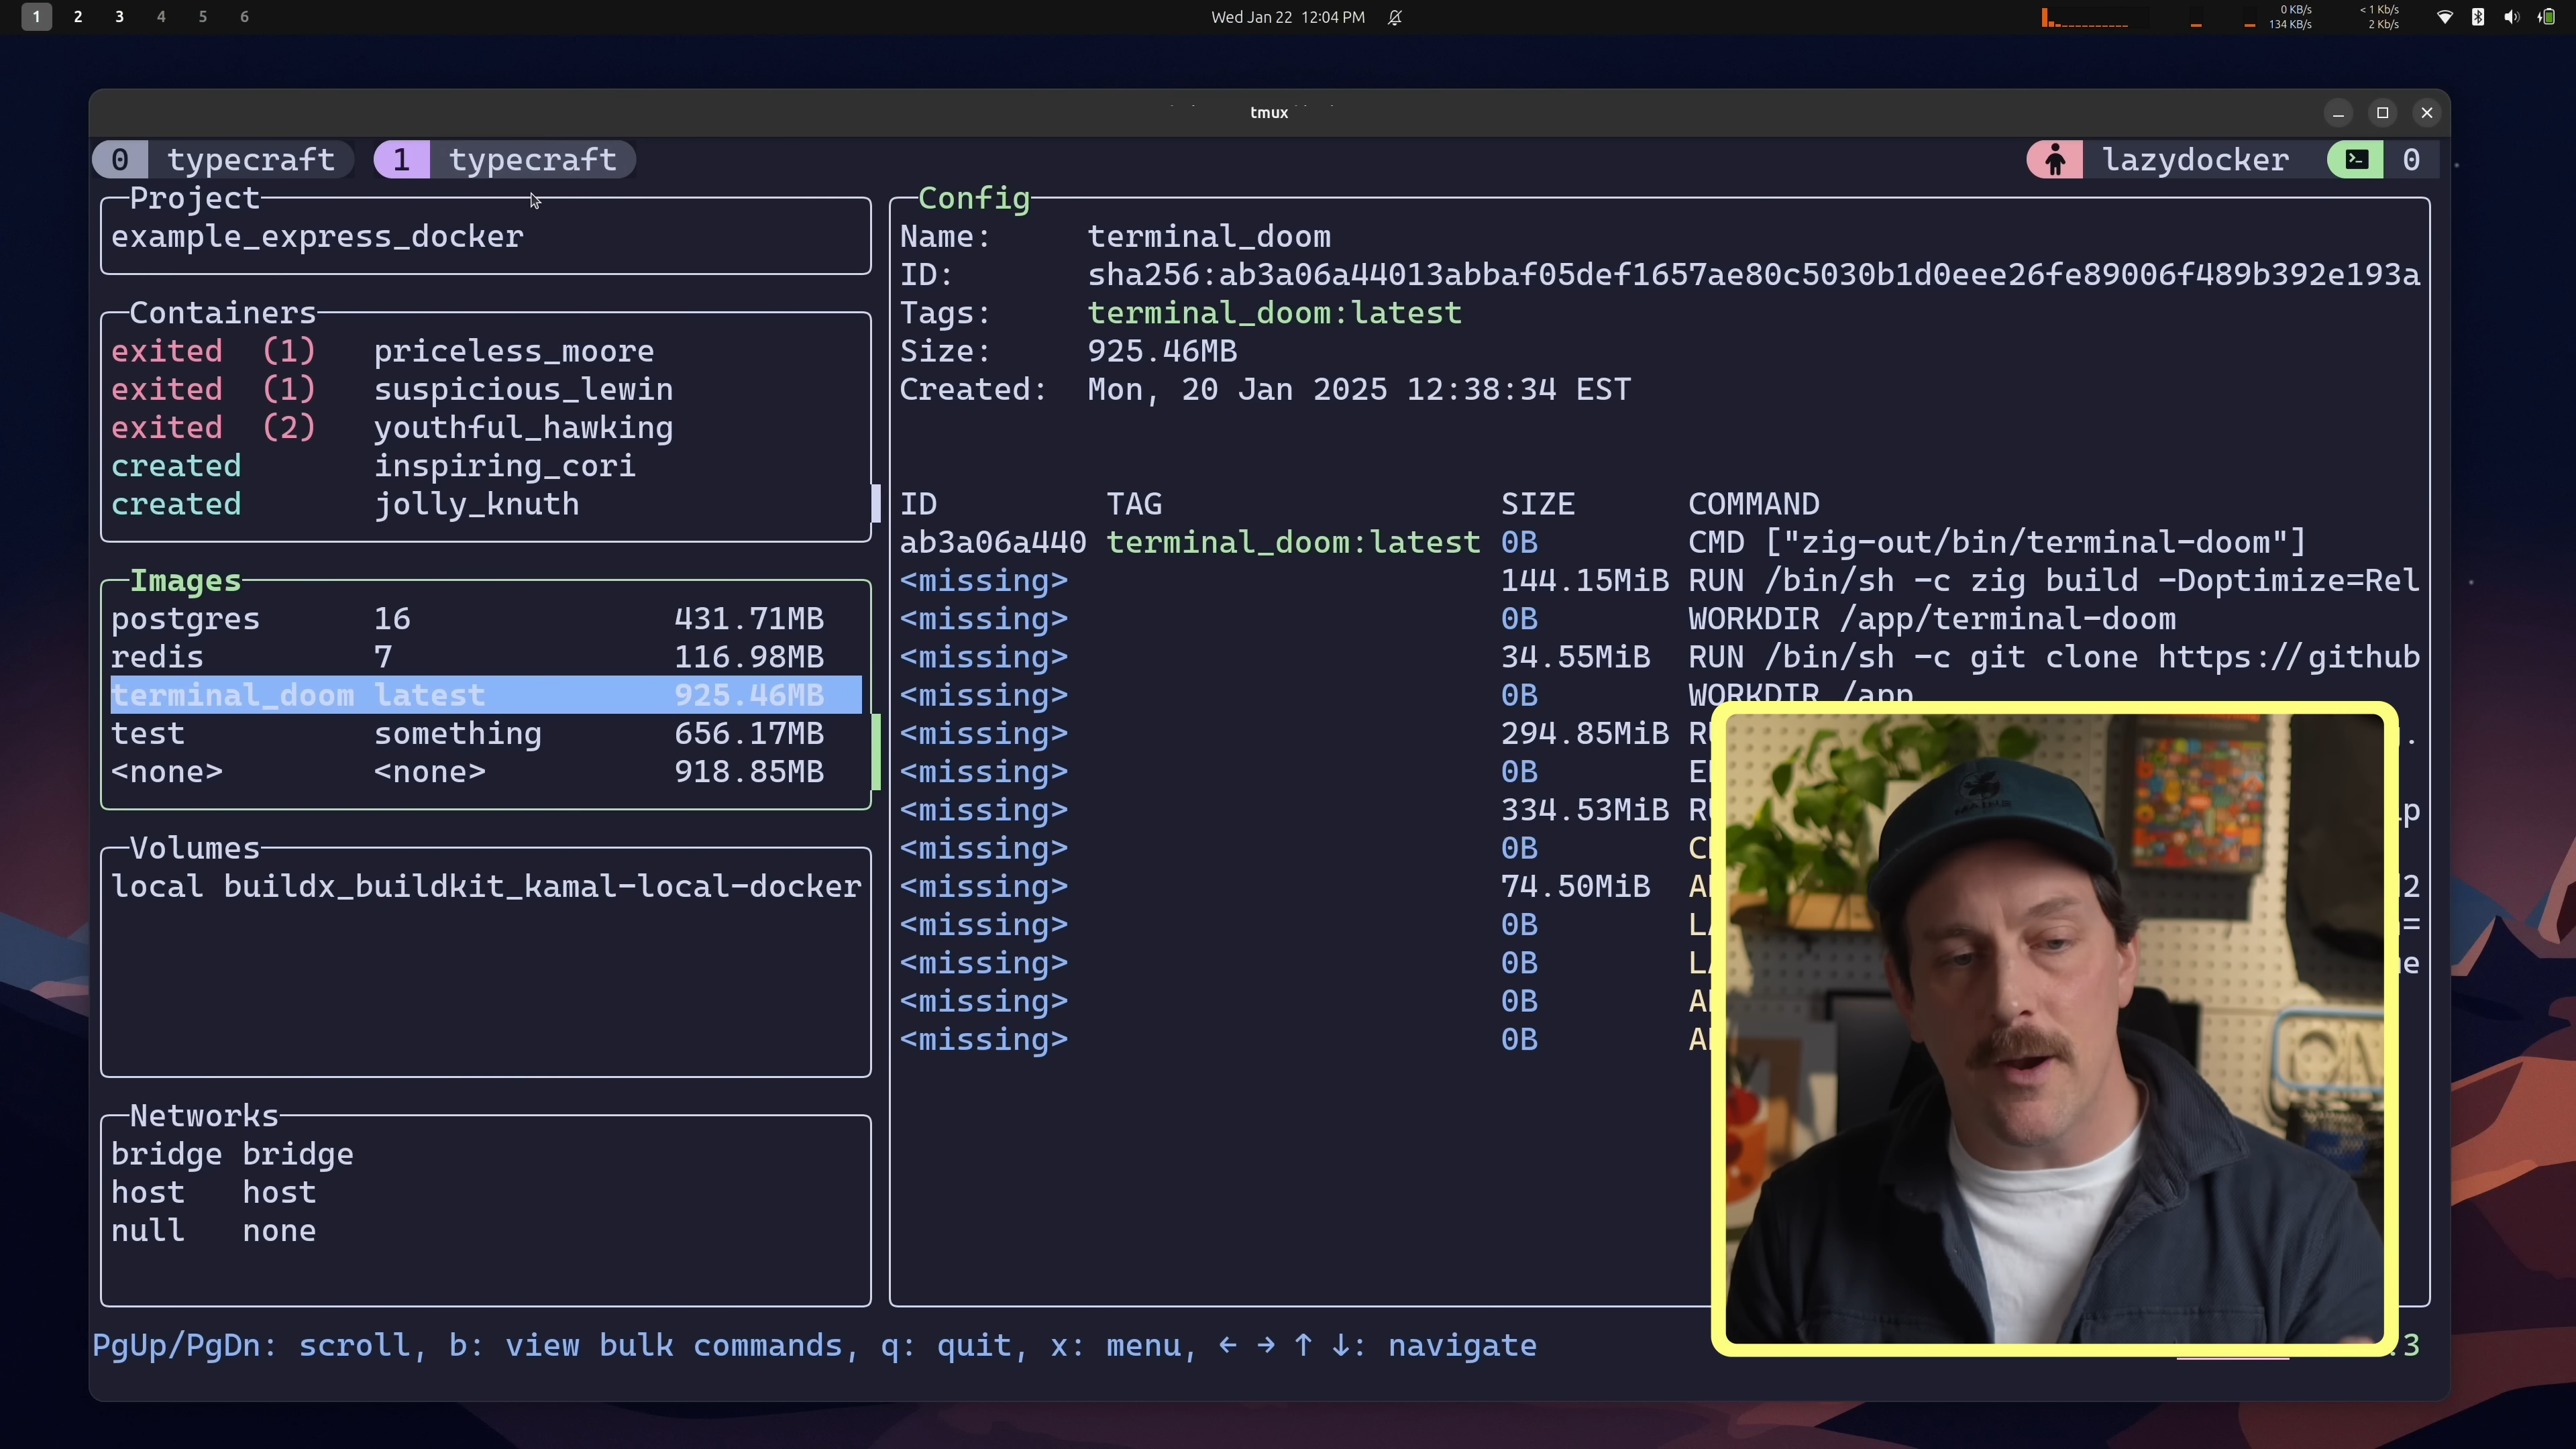 1 2 3 4 5 6
Wed Jan 22 12:04 PM
0 KB/s
134 KB/s
< 1 Kb/s
2 Kb/s
tmux
0 typecraft 1 typecraft
lazydocker 0
Project
example_express_docker
Containers
exited (1) priceless_moore
exited (1) suspicious_lewin
exited (2) youthful_hawking
created inspiring_cori
created jolly_knuth
Images
postgres 16 431.71MB
redis 7 116.98MB
terminal_doom latest 925.46MB
test something 656.17MB
<none> <none> 918.85MB
Volumes
local buildx_buildkit_kamal-local-docker
Networks
bridge bridge
host host
null none
Config
Name: terminal_doom
ID: sha256:ab3a06a44013abbaf05def1657ae80c5030b1d0eee26fe89006f489b392e193a
Tags: terminal_doom:latest
Size: 925.46MB
Created: Mon, 20 Jan 2025 12:38:34 EST
ID TAG SIZE COMMAND
ab3a06a440 terminal_doom:latest 0B CMD ["zig-out/bin/terminal-doom"]
<missing> 144.15MiB RUN /bin/sh -c zig build -Doptimize=Rel
<missing> 0B WORKDIR /app/terminal-doom
<missing> 34.55MiB RUN /bin/sh -c git clone https://github
<missing> 0B WORKDIR /app
<missing> 294.85MiB
<missing> 0B
<missing> 334.53MiB
<missing> 0B
<missing> 74.50MiB
<missing> 0B
<missing> 0B
<missing> 0B
<missing> 0B
PgUp/PgDn: scroll, b: view bulk commands, q: quit, x: menu, ← → ↑ ↓: navigate